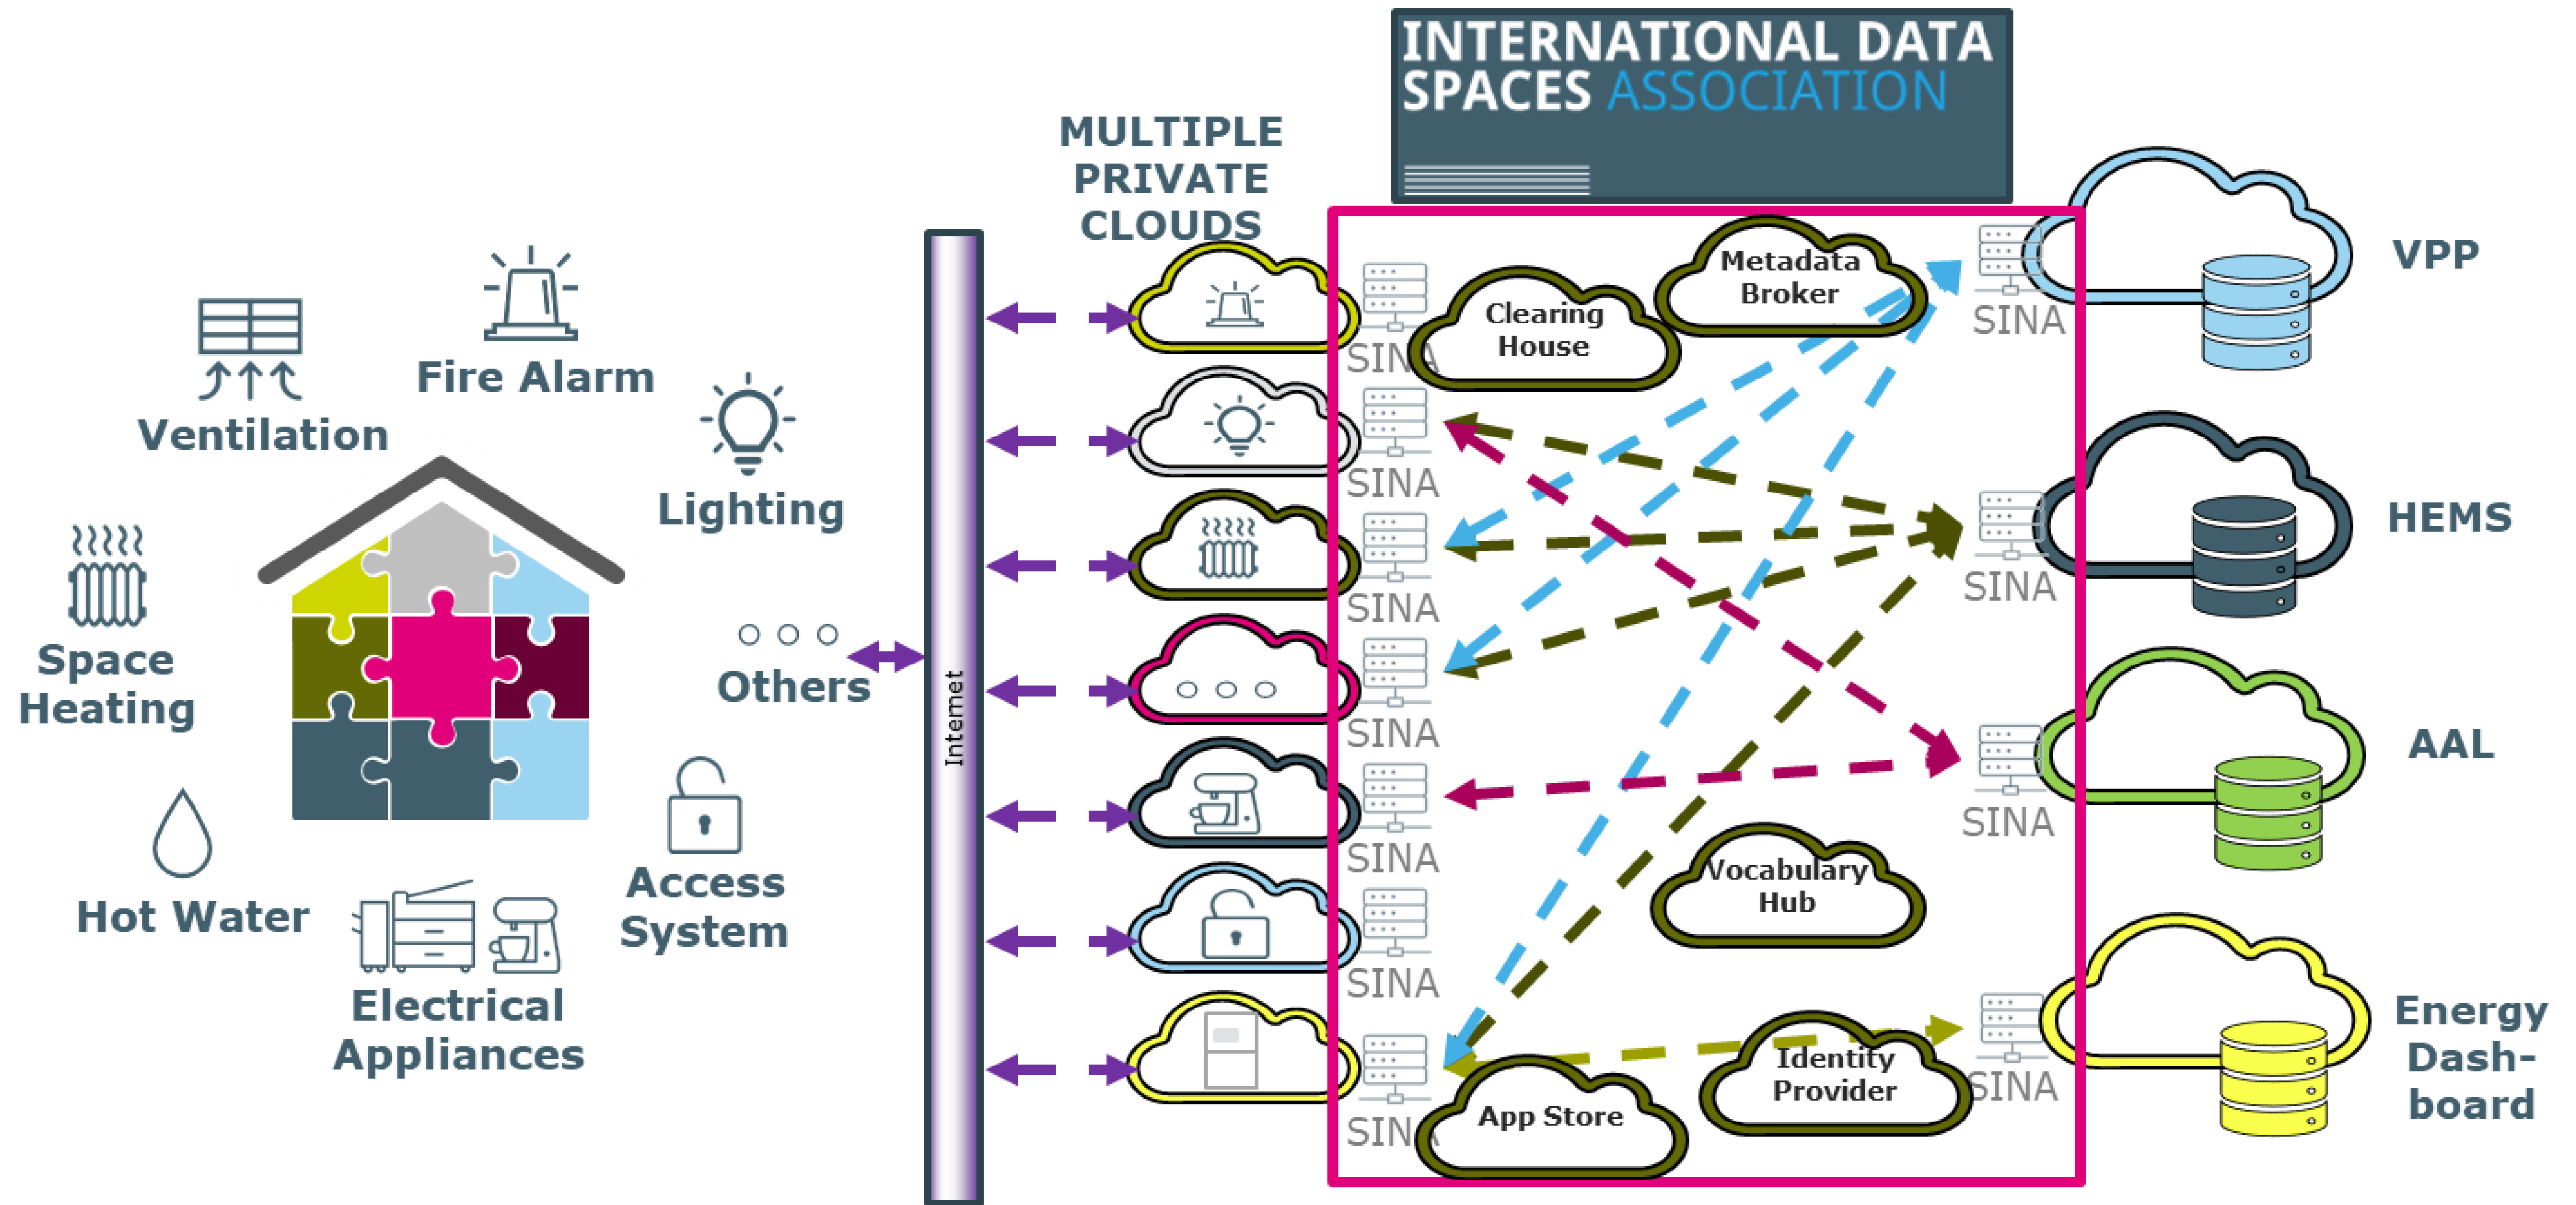 INTERNATIONAL DATA
SPACES ASSOCIATION
MULTIPLE
PRIVATE
CLOUDS
Fire Alarm
Ventilation
Lighting
Space
Heating
Others
Hot Water
Access
System
Electrical
Appliances
Internet
SINA
SINA
SINA
SINA
SINA
SINA
SINA
Clearing
House
Metadata
Broker
Vocabulary
Hub
Identity
Provider
App Store
SINA
SINA
SINA
SINA
VPP
HEMS
AAL
Energy
Dash-
board